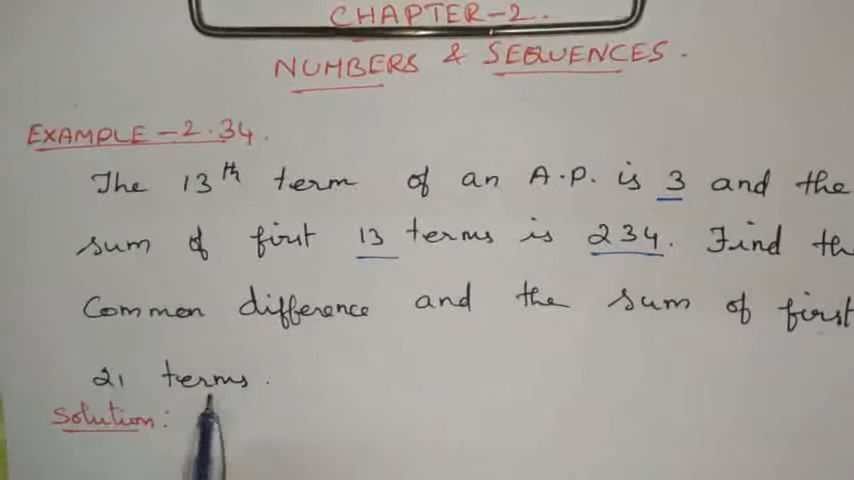 CHAPTER-2.
NUMBERS & SEQUENCES.
EXAMPLE-2.34.
The 13th term of an A.P. is 3 and the
sum of first 13 terms is 234. Find the
Common difference and the sum of first
21 terms.
Solution: